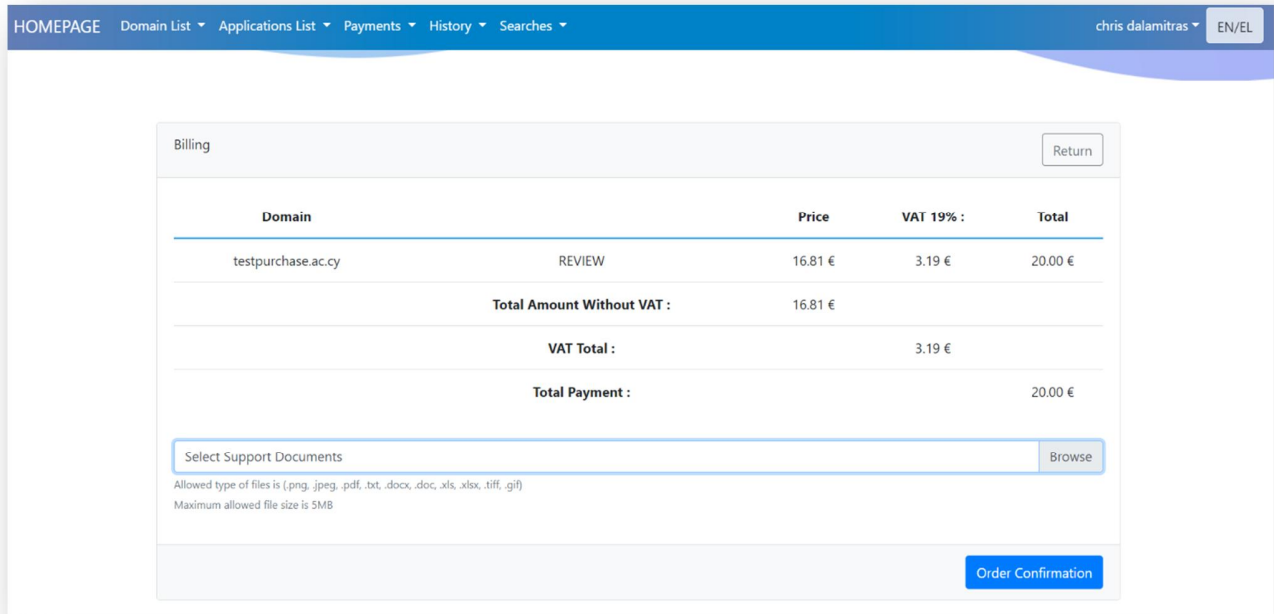 HOMEPAGE Domain List Applications List Payments History Searches chris dalamitras EN/EL
Billing Return
Domain Price VAT 19% : Total
testpurchase.ac.cy REVIEW 16.81 € 3.19 € 20.00 €
Total Amount Without VAT : 16.81 €
VAT Total : 3.19 €
Total Payment : 20.00 €
Select Support Documents Browse
Allowed type of files is (.png, .jpeg, .pdf, .txt, .docx, .doc, .xls, .xlsx, .tiff, .gif)
Maximum allowed file size is 5MB
Order Confirmation